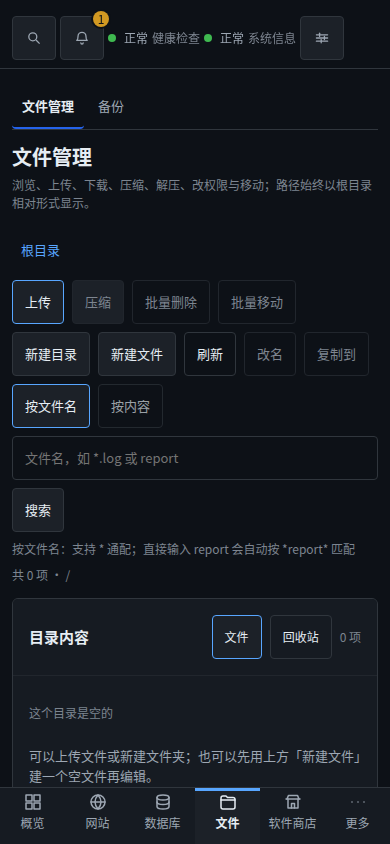 1
正常 健康检查 正常 系统信息
文件管理 备份
文件管理
浏览、上传、下载、压缩、解压、改权限与移动；路径始终以根目录
相对形式显示。
根目录
上传 压缩 批量删除 批量移动
新建目录 新建文件 刷新 改名 复制到
按文件名 按内容
文件名，如 *.log 或 report
搜索
按文件名：支持 * 通配；直接输入 report 会自动按 *report* 匹配
共 0 项 · /
目录内容 文件 回收站 0 项
这个目录是空的
可以上传文件或新建文件夹；也可以先用上方「新建文件」
建一个空文件再编辑。
概览 网站 数据库 文件 软件商店 更多